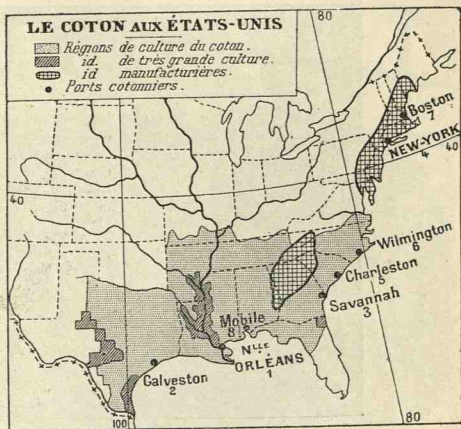 LE COTON AUX ÉTATS-UNIS
Régions de culture du coton.
id. de très grande culture.
id manufacturières.
Ports cotonniers.
80
Boston
7
NEW-YORK
4
40
40
Wilmington
6
Charleston
5
Savannah
3
Mobile
8
Nlle
ORLÉANS
1
Galveston
2
100
80